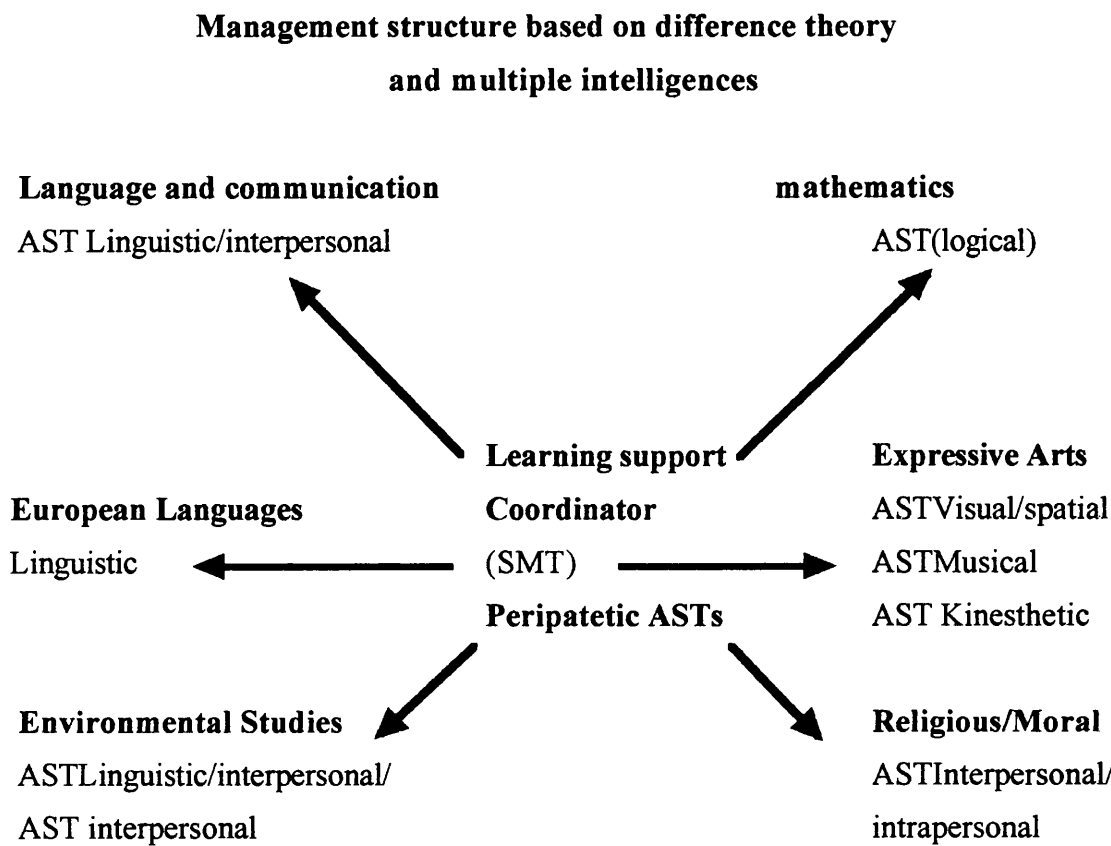 Management structure based on difference theory
and multiple intelligences
Language and communication
AST Linguistic/interpersonal
mathematics
AST(logical)
Learning support
Coordinator
(SMT)
Peripatetic ASTs
European Languages
Linguistic
Expressive Arts
ASTVisual/spatial
ASTMusical
AST Kinesthetic
Environmental Studies
ASTLinguistic/interpersonal/
AST interpersonal
Religious/Moral
ASTInterpersonal/
intrapersonal